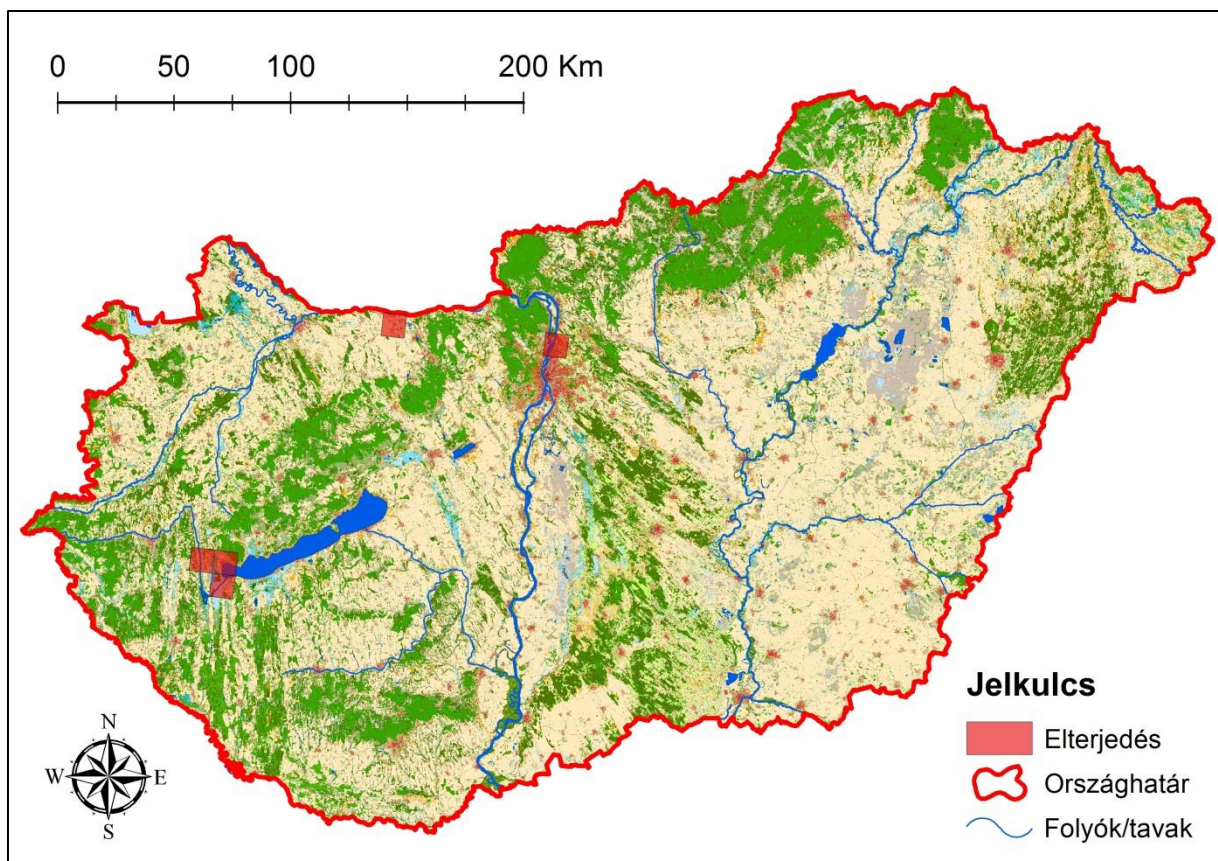 0 50 100 200 Km
N
W E
S
Jelkulcs
Elterjedés
Országhatár
Folyók/tavak